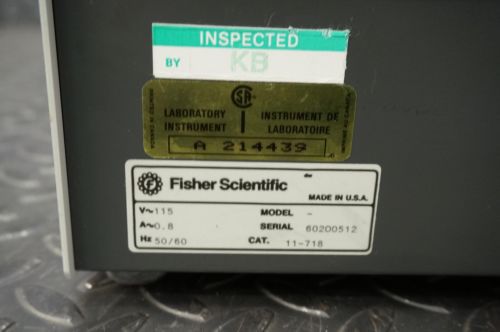 INSPECTED
BY KB
LABORATORY INSTRUMENT DE
INSTRUMENT LABORATOIRE
A 214439
Fisher Scientific
MADE IN U.S.A.
V~115 MODEL -
A~0.8 SERIAL 60200512
Hz 50/60 CAT. 11-718